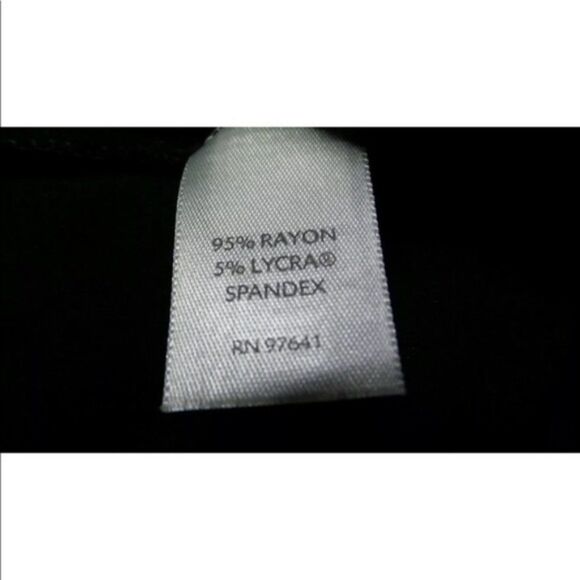 95% RAYON
5% LYCRA®
SPANDEX
RN 97641